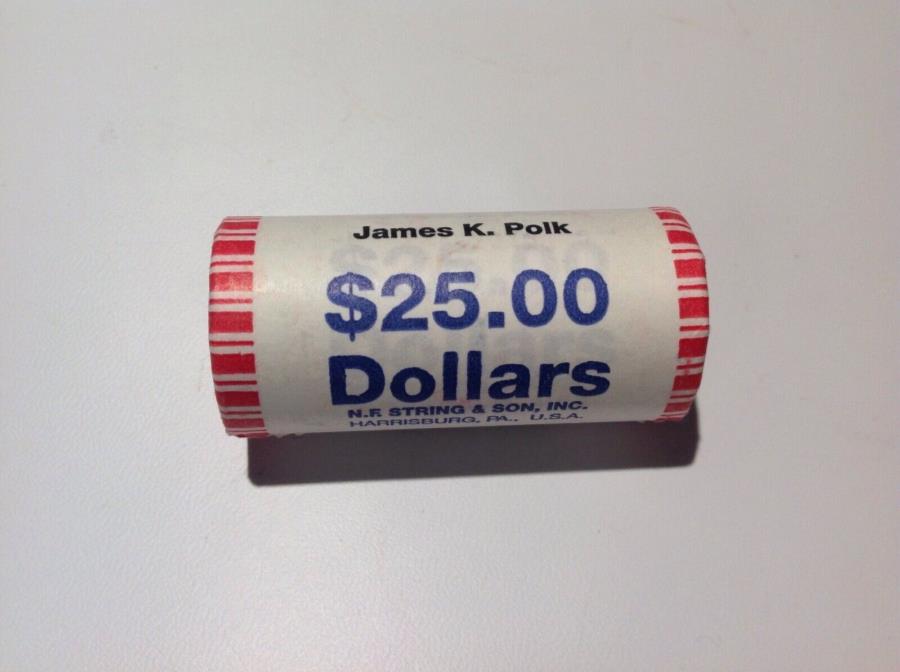 James K. Polk
$25.00
Dollars
N.F. STRING & SON, INC.
HARRISBURG, PA., U.S.A.